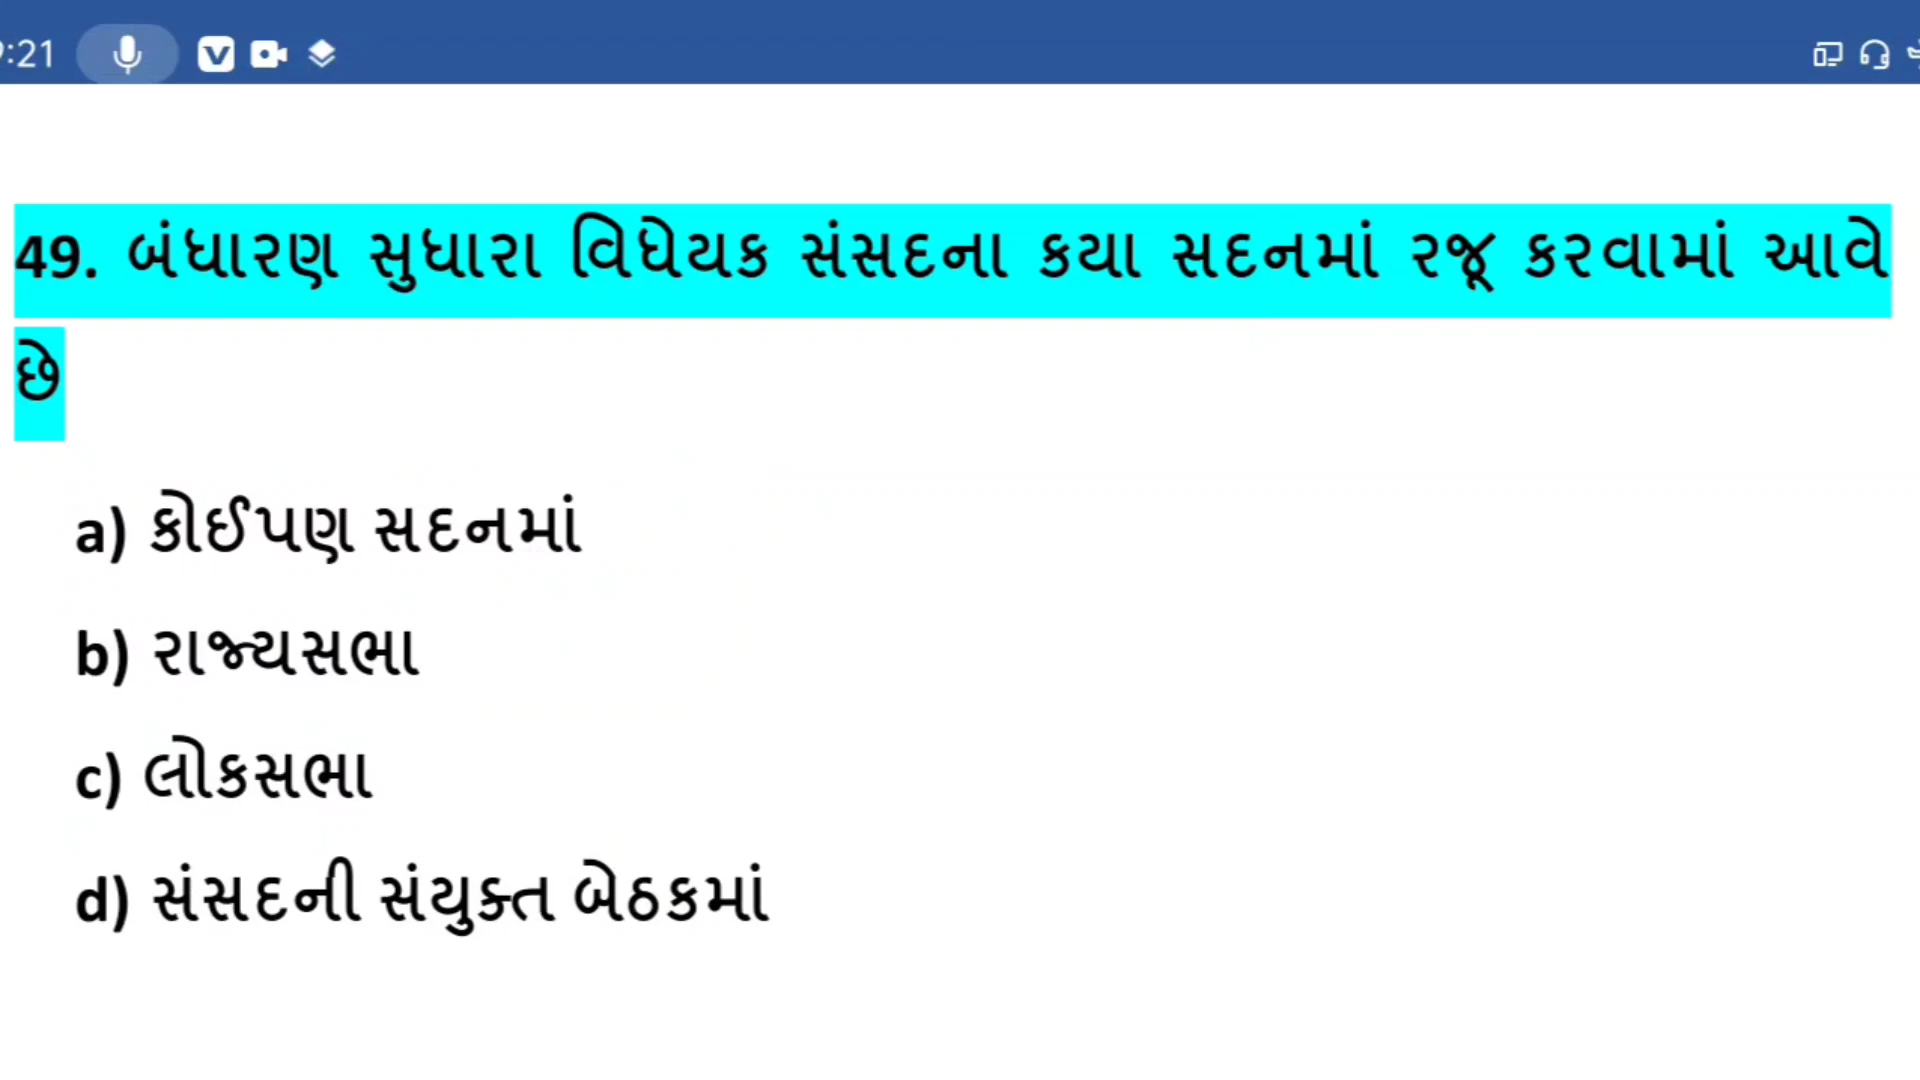 :21
49. બંધારણ સુધારા વિધેયક સંસદના કયા સદનમાં રજૂ કરવામાં આવે
છે
a) કોઈપણ સદનમાં
b) રાજ્યસભા
c) લોકસભા
d) સંસદની સંયુક્ત બેઠકમાં